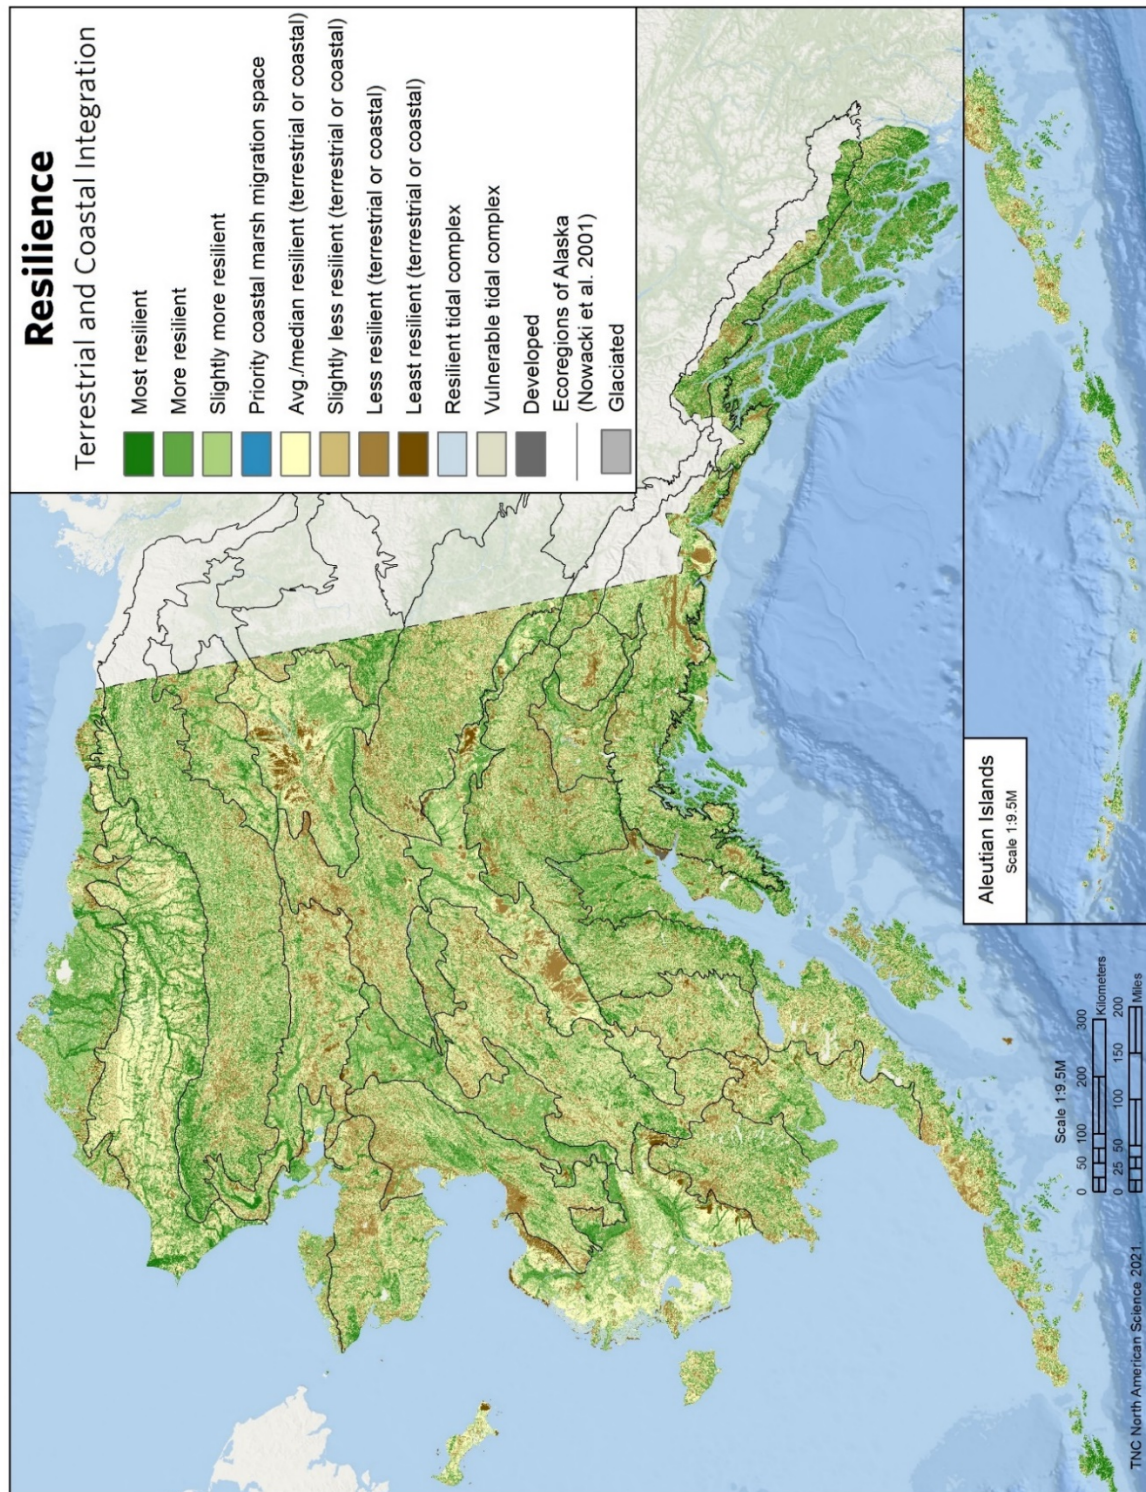 Resilience
Terrestrial and Coastal Integration
Most resilient
More resilient
Slightly more resilient
Priority coastal marsh migration space
Avg./median resilient (terrestrial or coastal)
Slightly less resilient (terrestrial or coastal)
Less resilient (terrestrial or coastal)
Least resilient (terrestrial or coastal)
Resilient tidal complex
Vulnerable tidal complex
Developed
Ecoregions of Alaska
(Nowacki et al. 2001)
Glaciated
Aleutian Islands
Scale 1:9.5M
Scale 1:9.5M
0 50 100 200 300
Kilometers
0 25 50 100 150 200
Miles
TNC North American Science 2021.